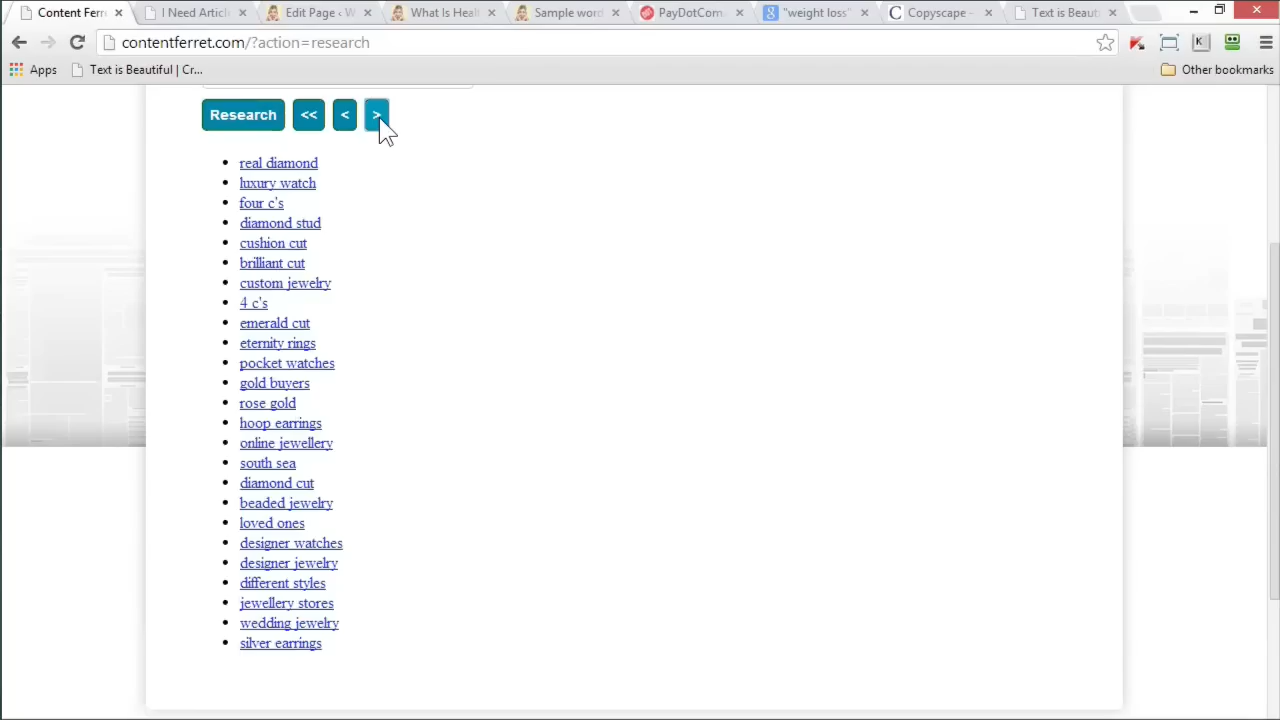 Content Ferr
I Need Articl
Edit Page ‹ W
What Is Healt
Sample word
PayDotCom
"weight loss"
Copyscape -
Text is Beaut
contentferret.com/?action=research
Apps
Text is Beautiful | Cr...
Other bookmarks
Research << < >
real diamond
luxury watch
four c's
diamond stud
cushion cut
brilliant cut
custom jewelry
4 c's
emerald cut
eternity rings
pocket watches
gold buyers
rose gold
hoop earrings
online jewellery
south sea
diamond cut
beaded jewelry
loved ones
designer watches
designer jewelry
different styles
jewellery stores
wedding jewelry
silver earrings